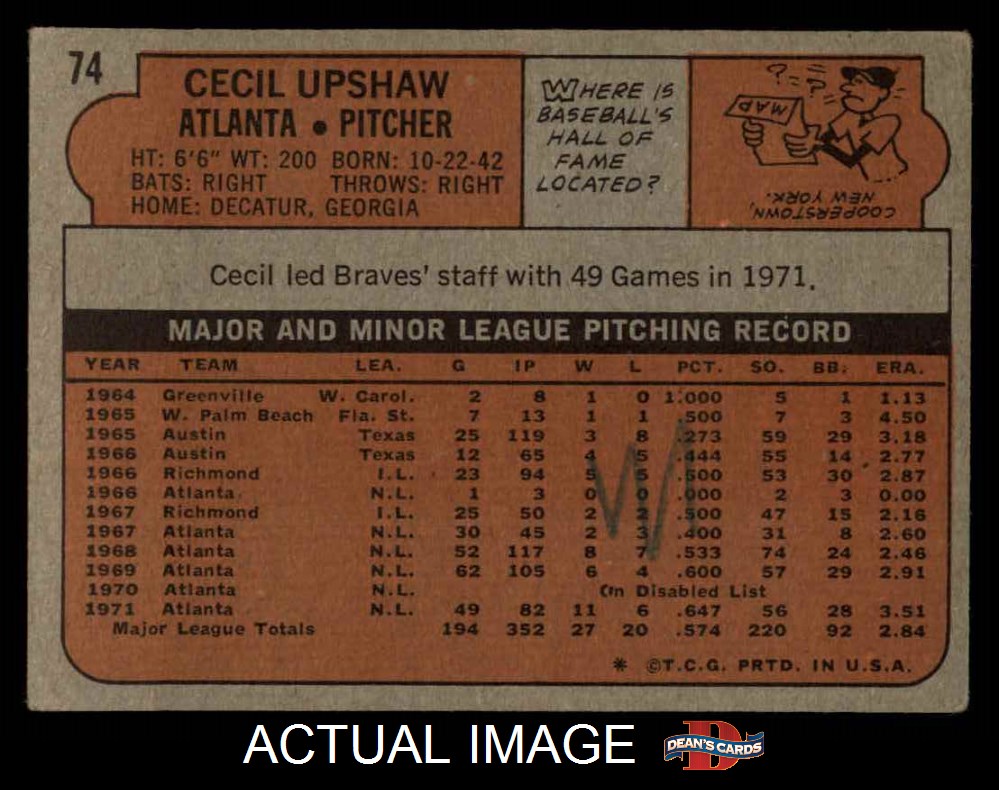 74
CECIL UPSHAW
ATLANTA • PITCHER
HT: 6'6" WT: 200 BORN: 10-22-42
BATS: RIGHT THROWS: RIGHT
HOME: DECATUR, GEORGIA
WHERE IS
BASEBALL'S
HALL OF
FAME
LOCATED?
? ? ?
MAP
COOPERSTOWN,
NEW YORK.
Cecil led Braves' staff with 49 Games in 1971.
MAJOR AND MINOR LEAGUE PITCHING RECORD
YEAR TEAM LEA. G IP W L PCT. SO. BB. ERA.
1964 Greenville W. Carol. 2 8 1 0 1.000 5 1 1.13
1965 W. Palm Beach Fla. St. 7 13 1 1 .500 7 3 4.50
1965 Austin Texas 25 119 3 8 .273 59 29 3.18
1966 Austin Texas 12 65 4 5 .444 55 14 2.77
1966 Richmond I.L. 23 94 5 5 .500 53 30 2.87
1966 Atlanta N.L. 1 3 0 0 .000 2 3 0.00
1967 Richmond I.L. 25 50 2 2 .500 47 15 2.16
1967 Atlanta N.L. 30 45 2 3 .400 31 8 2.60
1968 Atlanta N.L. 52 117 8 7 .533 74 24 2.46
1969 Atlanta N.L. 62 105 6 4 .600 57 29 2.91
1970 Atlanta N.L. On Disabled List
1971 Atlanta N.L. 49 82 11 6 .647 56 28 3.51
Major League Totals 194 352 27 20 .574 220 92 2.84
W
* ©T.C.G. PRTD. IN U.S.A.
ACTUAL IMAGE
DEAN'S CARDS